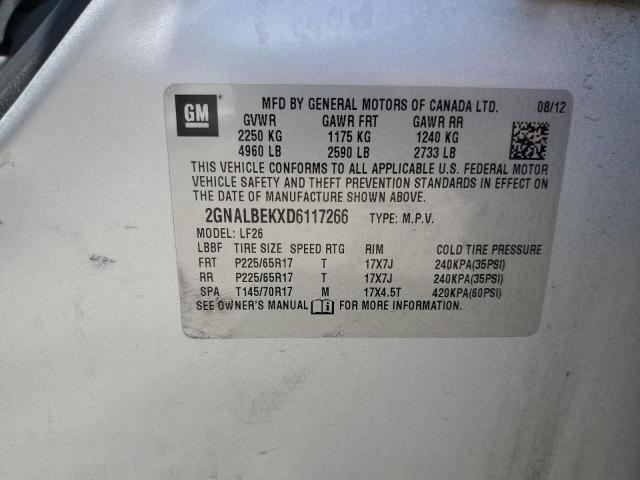 GM
MFD BY GENERAL MOTORS OF CANADA LTD. 08/12
GVWR GAWR FRT GAWR RR
2250 KG 1175 KG 1240 KG
4960 LB 2590 LB 2733 LB
THIS VEHICLE CONFORMS TO ALL APPLICABLE U.S. FEDERAL MOTOR
VEHICLE SAFETY AND THEFT PREVENTION STANDARDS IN EFFECT ON
THE DATE OF MANUFACTURE SHOWN ABOVE.
2GNALBEKXD6117266 TYPE: M.P.V.
MODEL: LF26
LBBF TIRE SIZE SPEED RTG RIM COLD TIRE PRESSURE
FRT P225/65R17 T 17X7J 240KPA(35PSI)
RR P225/65R17 T 17X7J 240KPA(35PSI)
SPA T145/70R17 M 17X4.5T 420KPA(60PSI)
SEE OWNER'S MANUAL FOR MORE INFORMATION.